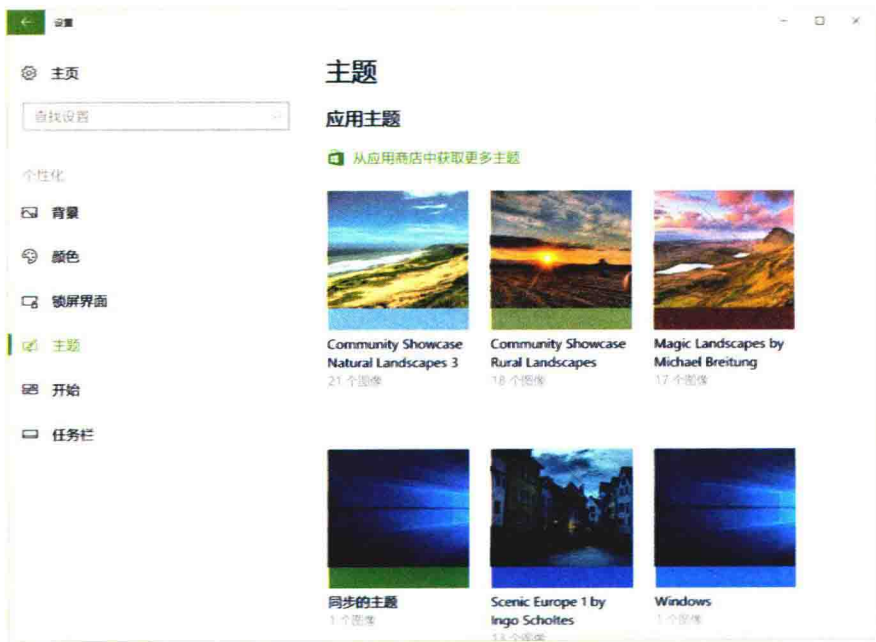 设置
主页
查找设置
个性化
背景
颜色
锁屏界面
主题
开始
任务栏
主题
应用主题
从应用商店中获取更多主题
Community Showcase
Natural Landscapes 3
21 个图像
Community Showcase
Rural Landscapes
18 个图像
Magic Landscapes by
Michael Breitung
17 个图像
同步的主题
1 个图像
Scenic Europe 1 by
Ingo Scholtes
13 个图像
Windows
1 个图像